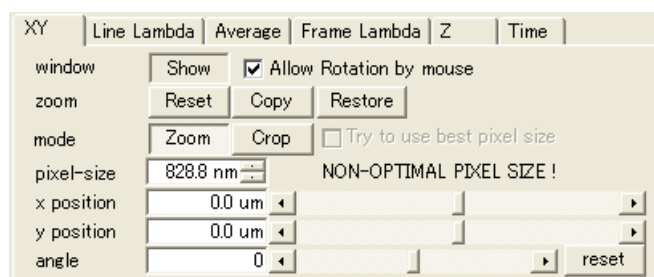 XY Line Lambda Average Frame Lambda Z Time
window Show Allow Rotation by mouse
zoom Reset Copy Restore
mode Zoom Crop Try to use best pixel size
pixel-size 828.8 nm NON-OPTIMAL PIXEL SIZE !
x position 0.0 um
y position 0.0 um
angle 0 reset